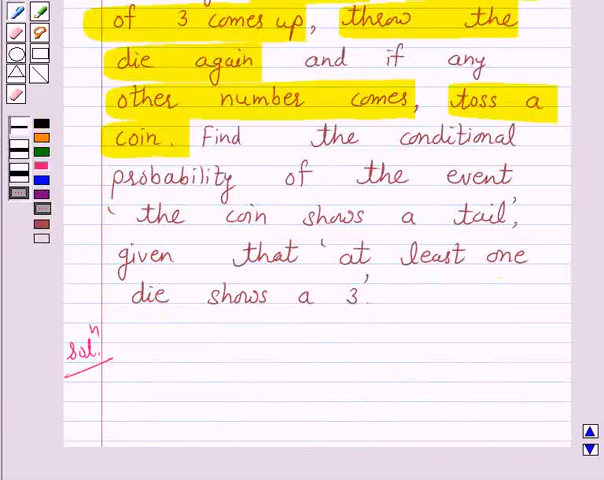 of 3 comes up, throw the
die again and if any
other number comes, toss a
coin. Find the conditional
probability of the event
‘ the coin shows a tail’,
given that ‘ at least one
die shows a 3’.
Solⁿ.